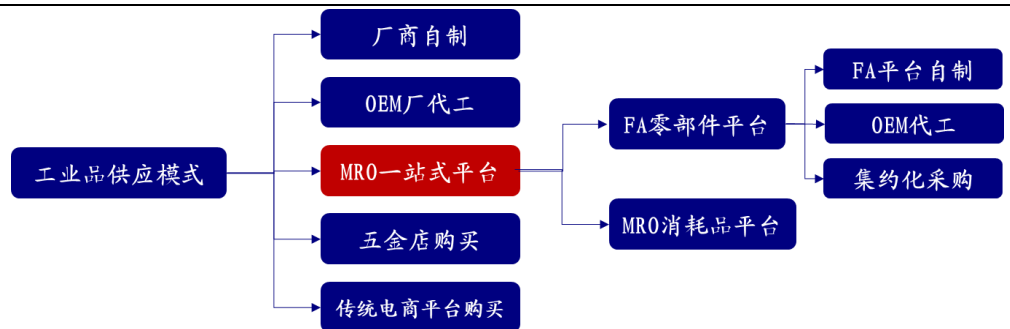 工业品供应模式
厂商自制
OEM厂代工
MRO一站式平台
五金店购买
传统电商平台购买
FA零部件平台
MRO消耗品平台
FA平台自制
OEM代工
集约化采购